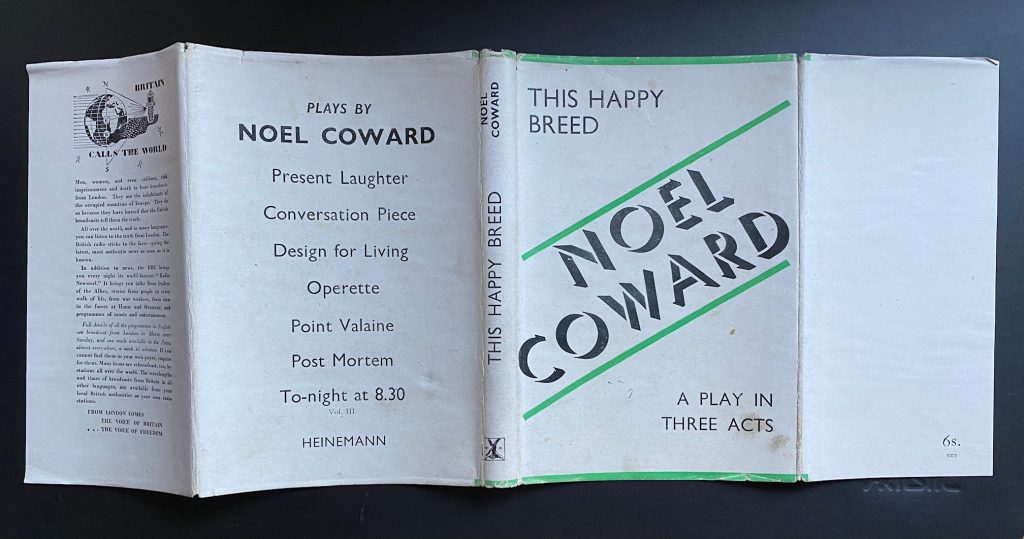 N
BRITAIN
CALLS THE WORLD
S
Men, women, and even children, risk
imprisonment and death to hear broadcasts
from London. They are the inhabitants of
the occupied countries of Europe. They do
so because they have learned that the British
broadcasts tell them the truth.
All over the world, and in many languages,
you can listen to the truth from London. The
British radio sticks to the facts—giving the
latest, most authentic news as soon as it is
known.
In addition to news, the BBC brings
you every night its world-famous "Radio
Newsreel." It brings you talks from leaders
of the Allies, stories from people in every
walk of life, from war workers, from men
in the forces at Home and Overseas and
programmes of music and entertainment.
Full details of all the programmes in English
are broadcast from London in Morse every
Sunday, and are made available to the Press,
almost everywhere, a week in advance. If you
cannot find them in your own paper, enquire
for them. Many items are rebroadcast, too, by
stations all over the world. The wavelengths
and times of broadcasts from Britain in all
other languages, are available from your
local British authorities or your own radio
stations.
FROM LONDON COMES
THE VOICE OF BRITAIN
. . . THE VOICE OF FREEDOM.
PLAYS BY
NOEL COWARD
Present Laughter
Conversation Piece
Design for Living
Operette
Point Valaine
Post Mortem
To-night at 8.30
Vol. III
HEINEMANN
NOEL
COWARD
THIS HAPPY BREED
THIS HAPPY
BREED
NOEL
COWARD
A PLAY IN
THREE ACTS
6s.
NET